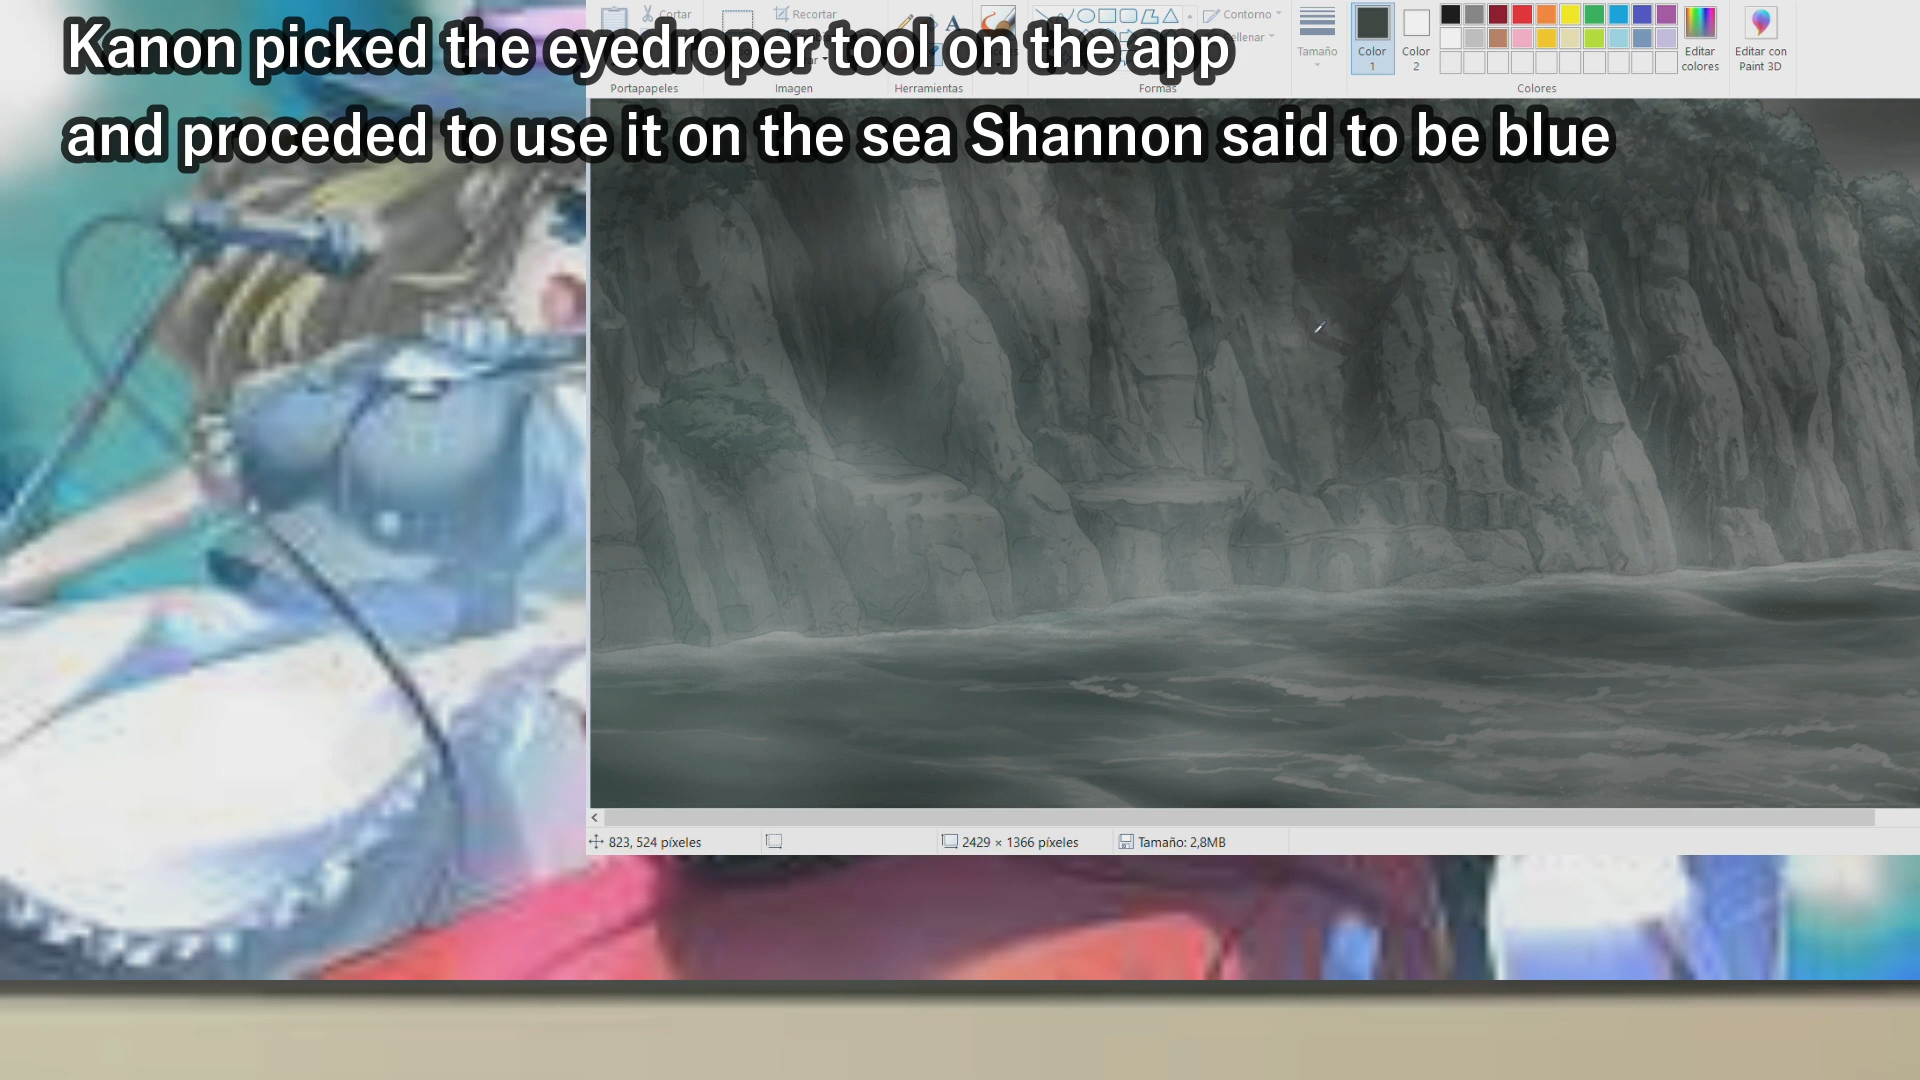 Cortar
Recortar
Contorno
Kanon picked the eyedroper tool on the app
Tamaño
Color 1
Color 2
Editar colores
Editar con Paint 3D
Portapapeles
Imagen
Herramientas
Formas
Colores
and proceded to use it on the sea Shannon said to be blue
823, 524 píxeles
2429 × 1366 píxeles
Tamaño: 2,8MB